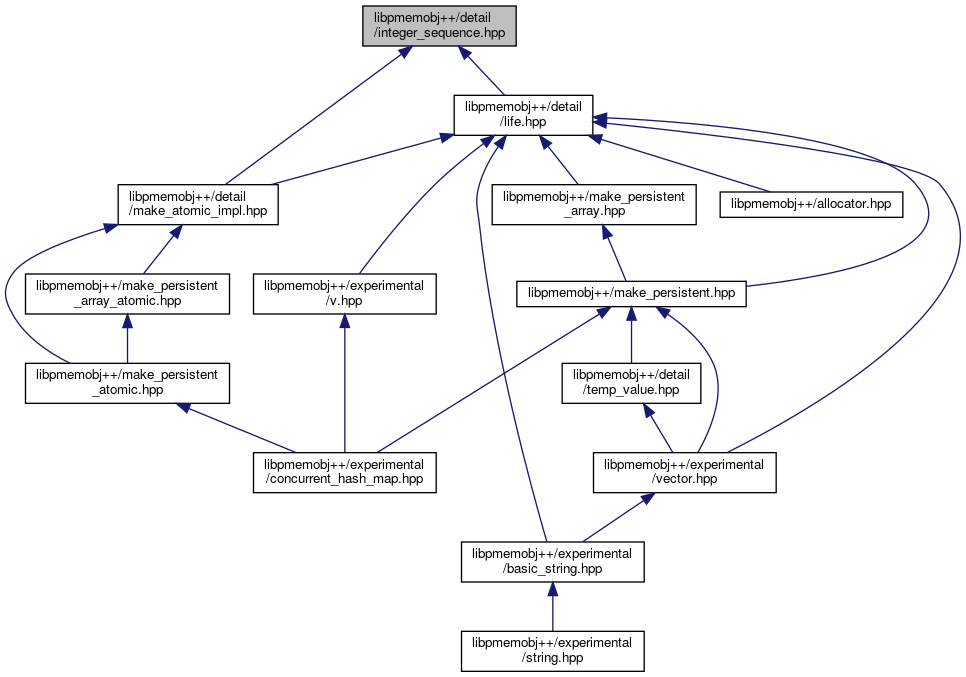 libpmemobj++/detail
/integer_sequence.hpp
libpmemobj++/detail
/life.hpp
libpmemobj++/detail
/make_atomic_impl.hpp
libpmemobj++/make_persistent
_array.hpp
libpmemobj++/allocator.hpp
libpmemobj++/make_persistent
_array_atomic.hpp
libpmemobj++/experimental
/v.hpp
libpmemobj++/make_persistent.hpp
libpmemobj++/make_persistent
_atomic.hpp
libpmemobj++/detail
/temp_value.hpp
libpmemobj++/experimental
/concurrent_hash_map.hpp
libpmemobj++/experimental
/vector.hpp
libpmemobj++/experimental
/basic_string.hpp
libpmemobj++/experimental
/string.hpp